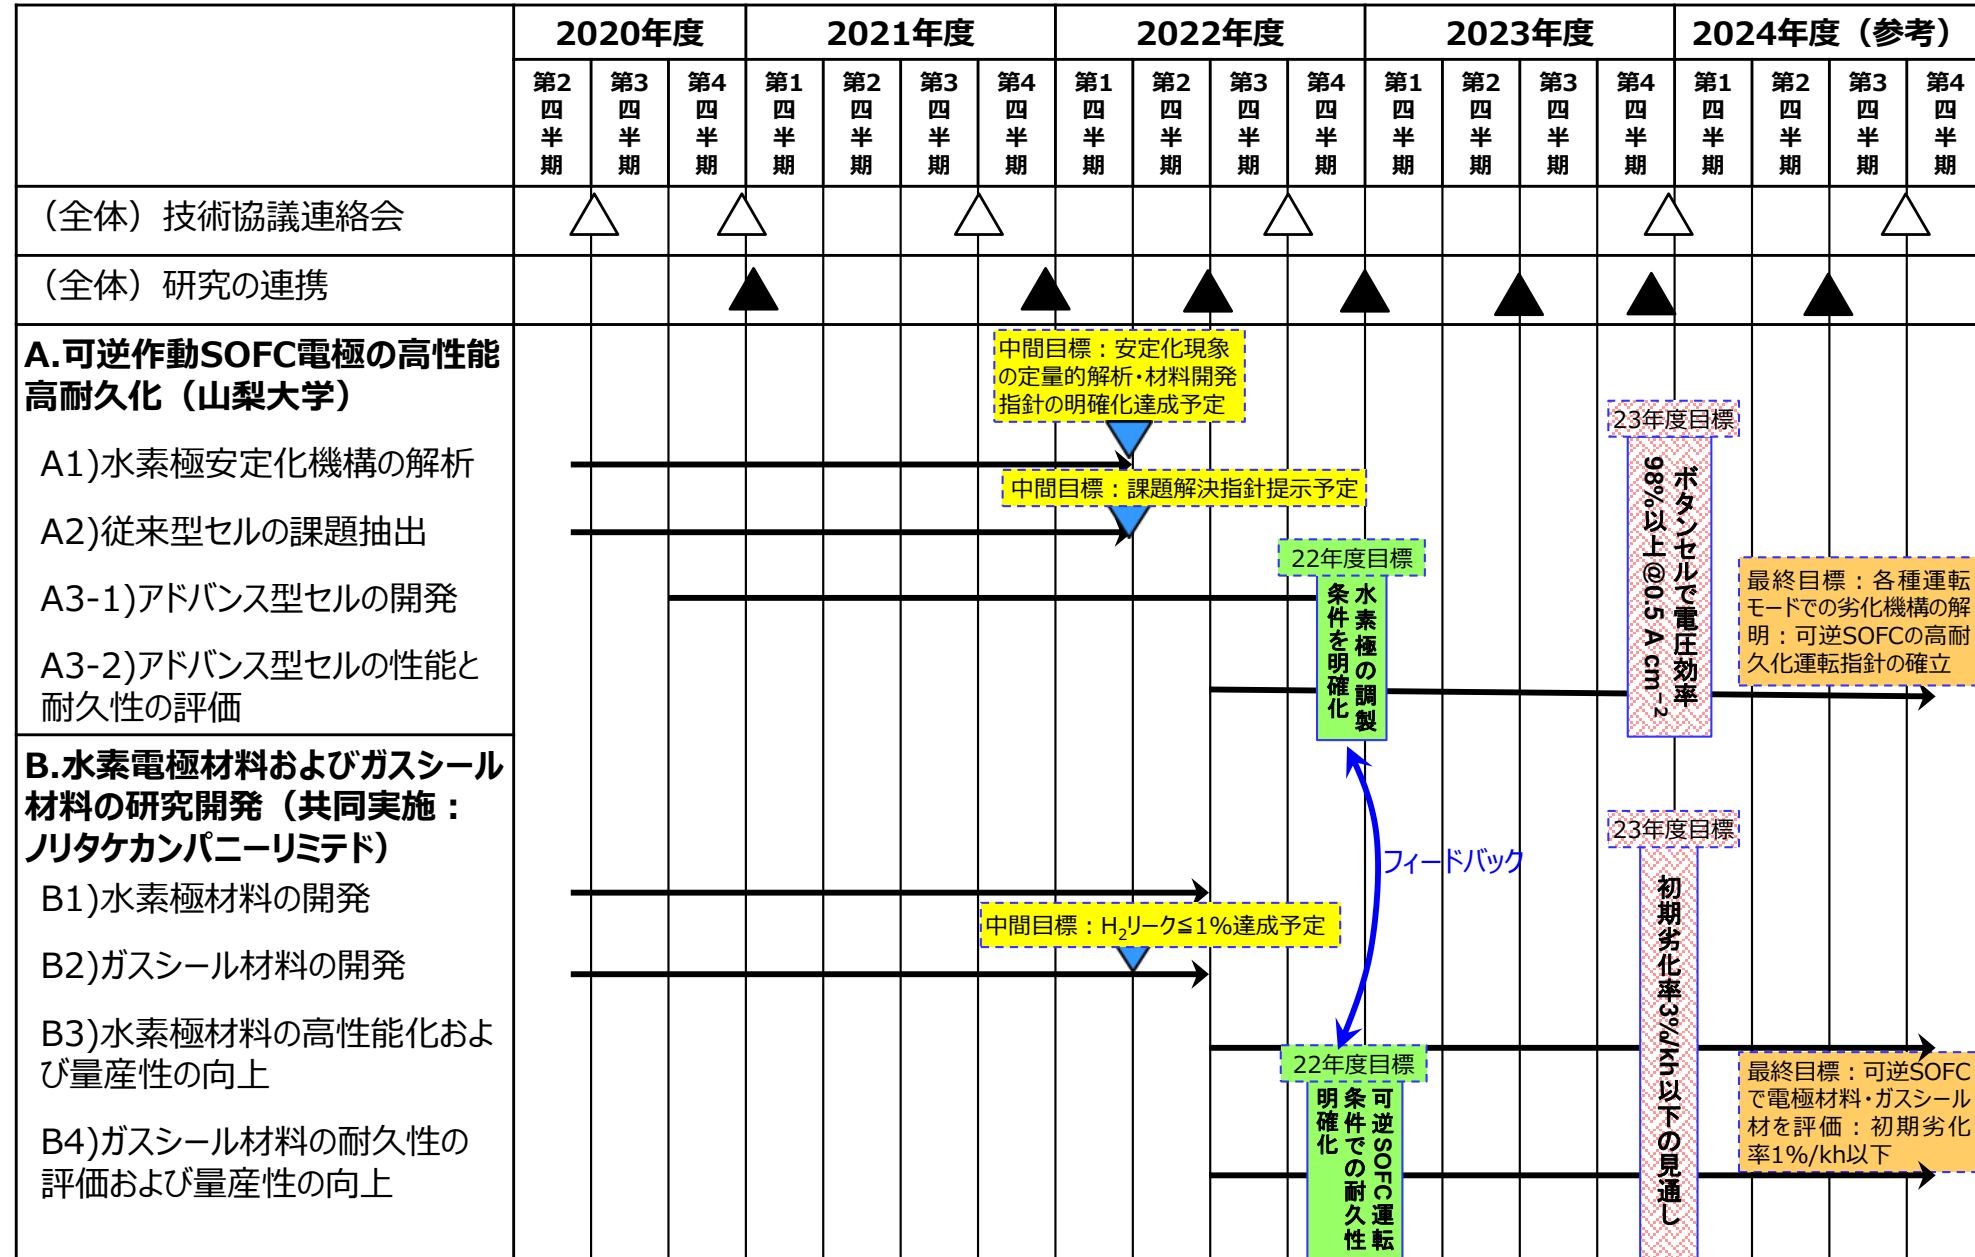 2020年度
2021年度
2022年度
2023年度
2024年度（参考）
第2四半期
第3四半期
第4四半期
第1四半期
第2四半期
第3四半期
第4四半期
第1四半期
第2四半期
第3四半期
第4四半期
第1四半期
第2四半期
第3四半期
第4四半期
第1四半期
第2四半期
第3四半期
第4四半期
（全体）技術協議連絡会
（全体）研究の連携
A.可逆作動SOFC電極の高性能
高耐久化（山梨大学）
中間目標：安定化現象
の定量的解析・材料開発
指針の明確化達成予定
A1)水素極安定化機構の解析
中間目標：課題解決指針提示予定
A2)従来型セルの課題抽出
A3-1)アドバンス型セルの開発
A3-2)アドバンス型セルの性能と
耐久性の評価
22年度目標
水素極の調製
条件を明確化
23年度目標
ボタンセルで電圧効率
98%以上@0.5 A cm⁻²
最終目標：各種運転
モードでの劣化機構の解
明：可逆SOFCの高耐
久化運転指針の確立
B.水素電極材料およびガスシール
材料の研究開発（共同実施：
ノリタケカンパニーリミテド）
フィードバック
B1)水素極材料の開発
中間目標：H₂リーク≦1%達成予定
B2)ガスシール材料の開発
B3)水素極材料の高性能化およ
び量産性の向上
B4)ガスシール材料の耐久性の
評価および量産性の向上
22年度目標
可逆SOFC運転
条件での耐久性
明確化
23年度目標
初期劣化率3%/kh以下の見通し
最終目標：可逆SOFC
で電極材料・ガスシール
材を評価：初期劣化
率1%/kh以下